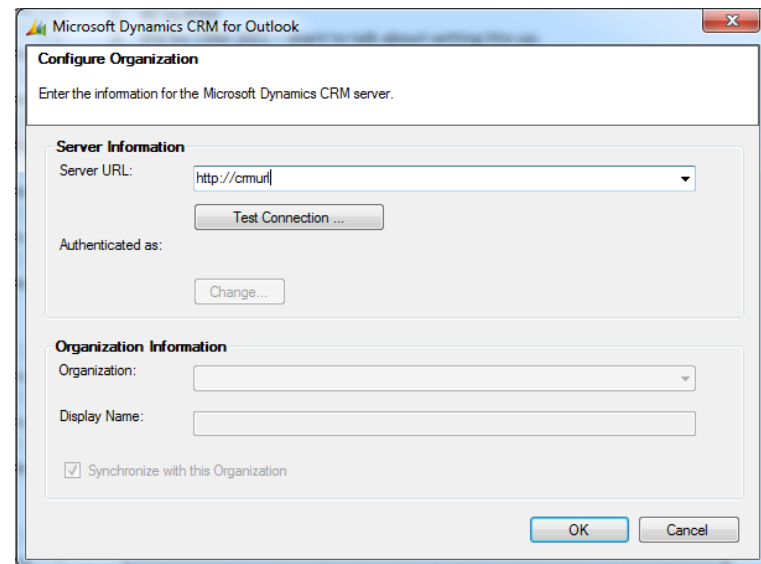 Microsoft Dynamics CRM for Outlook
Configure Organization
Enter the information for the Microsoft Dynamics CRM server.
Server Information
Server URL:
http://crmurl
Test Connection ...
Authenticated as:
Change...
Organization Information
Organization:
Display Name:
Synchronize with this Organization
OK
Cancel